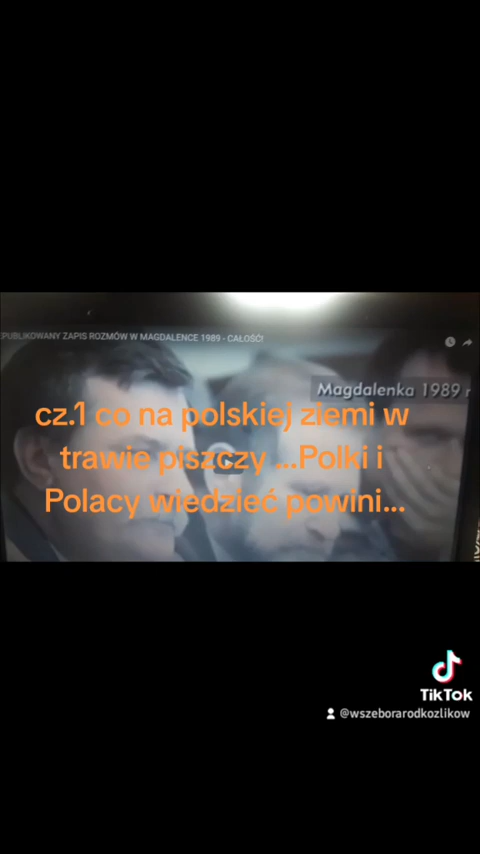 EPUBLIKOWANY ZAPIS ROZMÓW W MAGDALENCE 1989 - CAŁOŚĆ!
Magdalenka 1989 r
cz.1 co na polskiej ziemi w
trawie piszczy ...Polki i
Polacy wiedzieć powini...
TikTok
@wszeborarodkozlikow